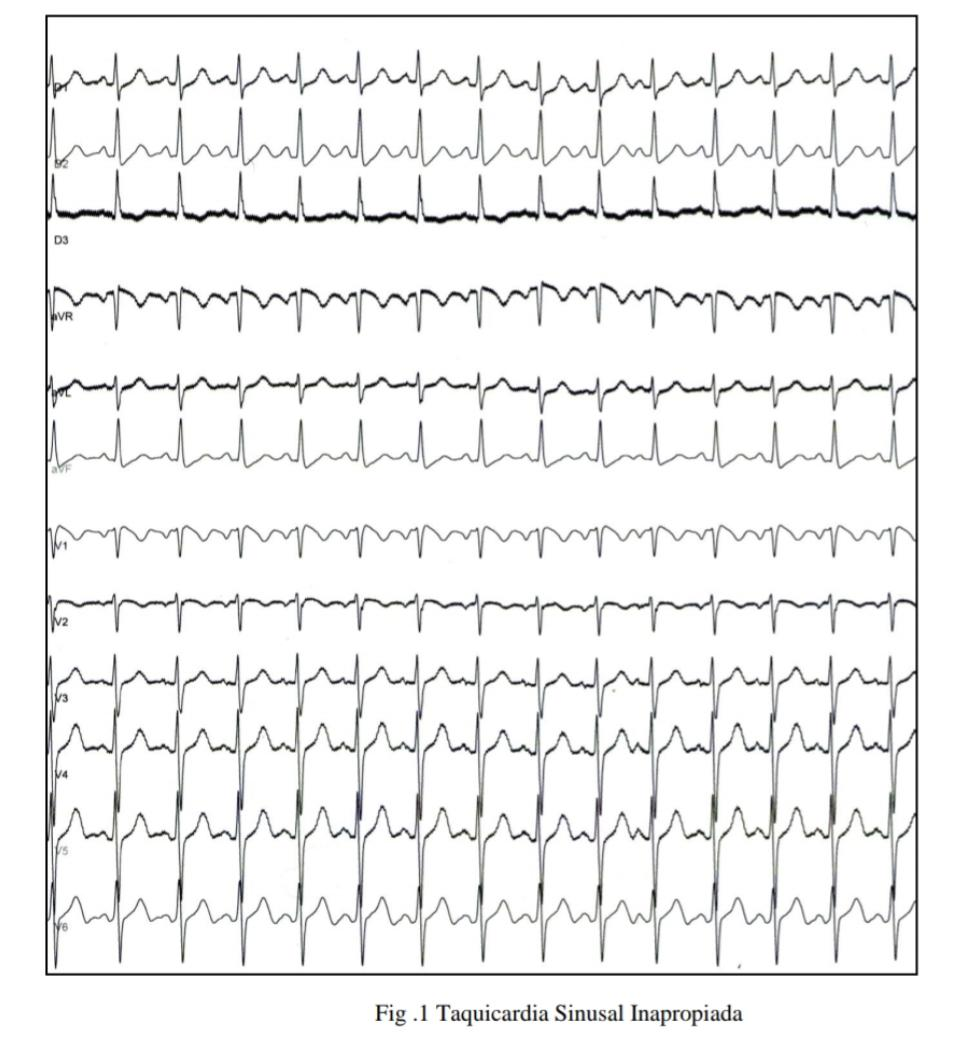 D1
D2
D3
aVR
aVL
aVF
V1
V2
V3
V4
V5
V6
Fig .1 Taquicardia Sinusal Inapropiada